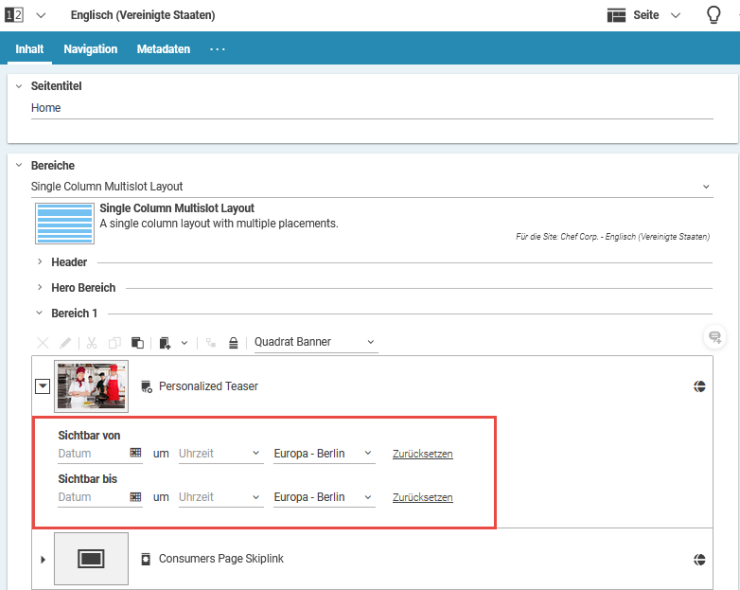 12 Englisch (Vereinigte Staaten) Seite
Inhalt Navigation Metadaten ...
Seitentitel
Home
Bereiche
Single Column Multislot Layout
Single Column Multislot Layout
A single column layout with multiple placements.
Für die Site: Chef Corp. - Englisch (Vereinigte Staaten)
Header
Hero Bereich
Bereich 1
Quadrat Banner
Personalized Teaser
Sichtbar von
Datum um Uhrzeit Europa - Berlin Zurücksetzen
Sichtbar bis
Datum um Uhrzeit Europa - Berlin Zurücksetzen
Consumers Page Skiplink